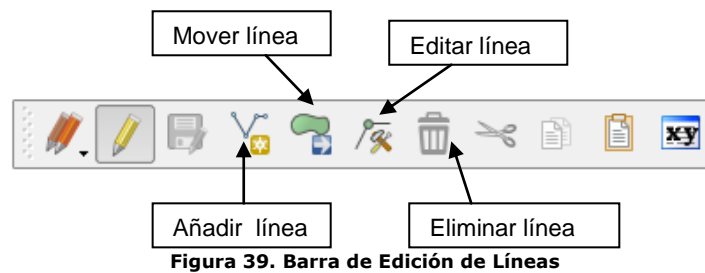 Mover línea
Editar línea
xy
Añadir línea
Eliminar línea
Figura 39. Barra de Edición de Líneas